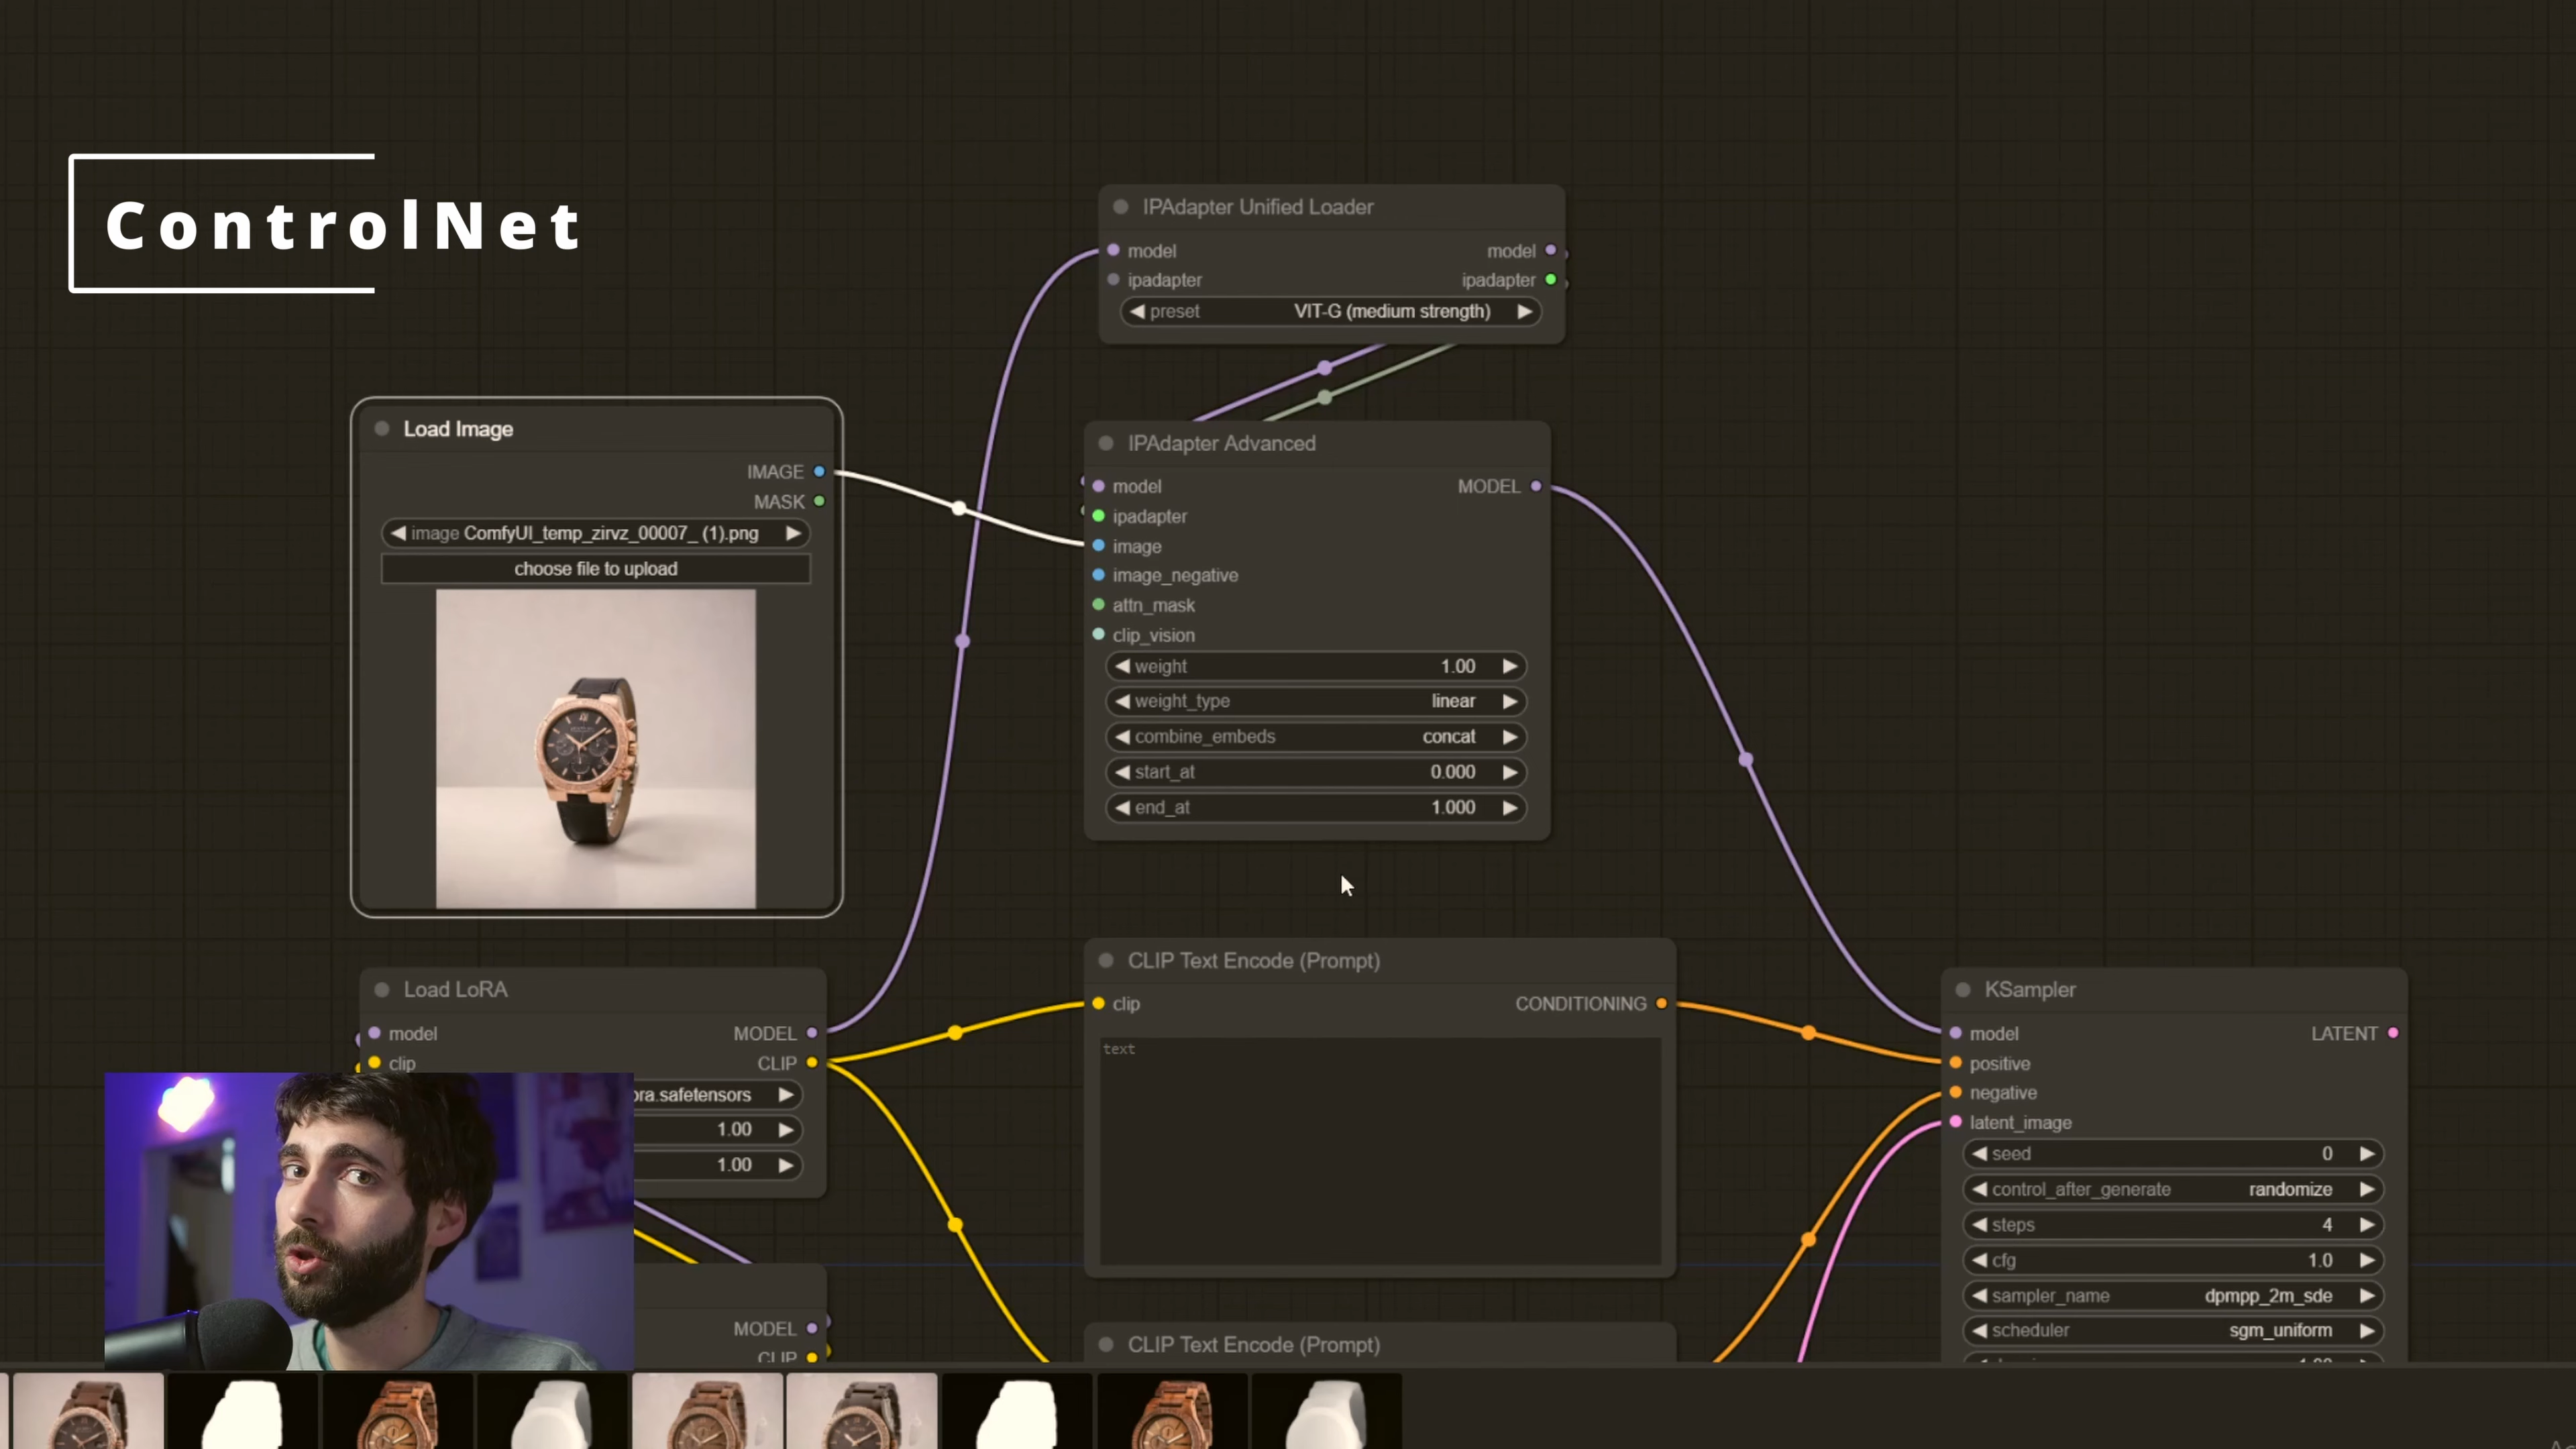 ControlNet
IPAdapter Unified Loader
model model
ipadapter ipadapter
preset VIT-G (medium strength)
Load Image
IMAGE
MASK
image ComfyUI_temp_zirvz_00007_ (1).png
choose file to upload
IPAdapter Advanced
model MODEL
ipadapter
image
image_negative
attn_mask
clip_vision
weight 1.00
weight_type linear
combine_embeds concat
start_at 0.000
end_at 1.000
Load LoRA
model MODEL
clip CLIP
ora.safetensors
1.00
1.00
MODEL
CLIP
CLIP Text Encode (Prompt)
clip CONDITIONING
text
CLIP Text Encode (Prompt)
KSampler
model LATENT
positive
negative
latent_image
seed 0
control_after_generate randomize
steps 4
cfg 1.0
sampler_name dpmpp_2m_sde
scheduler sgm_uniform